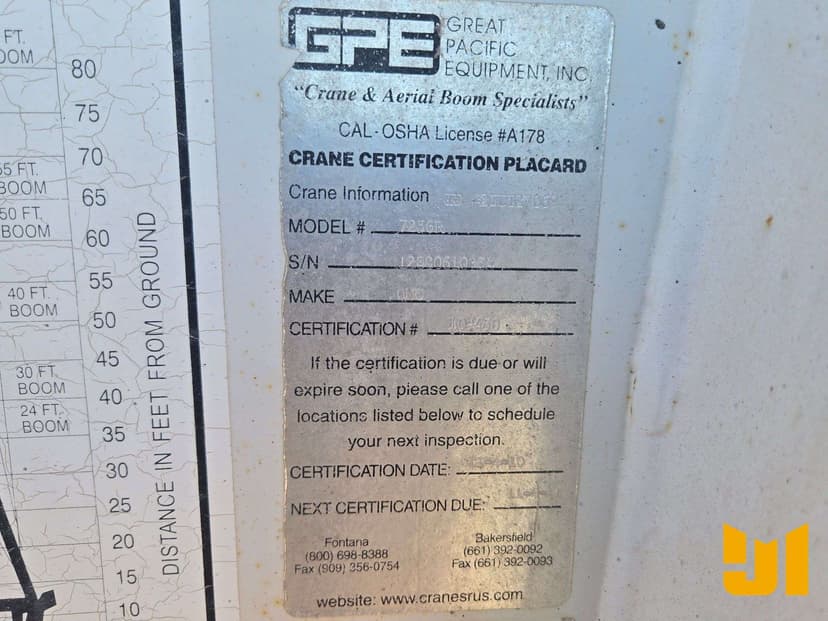 FT.
OOM
80
75
70
65 FT.
BOOM
65
50 FT.
BOOM
60
55
40 FT.
BOOM
50
45
30 FT.
BOOM
40
24 FT.
BOOM
35
30
25
20
15
10
DISTANCE IN FEET FROM GROUND
GPE
GREAT
PACIFIC
EQUIPMENT, INC.
"Crane & Aerial Boom Specialists"
CAL-OSHA License #A178
CRANE CERTIFICATION PLACARD
Crane Information
MODEL #
S/N
MAKE
CERTIFICATION #
If the certification is due or will
expire soon, please call one of the
locations listed below to schedule
your next inspection.
CERTIFICATION DATE:
NEXT CERTIFICATION DUE:
Fontana
(800) 698-8388
Fax (909) 356-0754
Bakersfield
(661) 392-0092
Fax (661) 392-0093
website: www.cranesrus.com